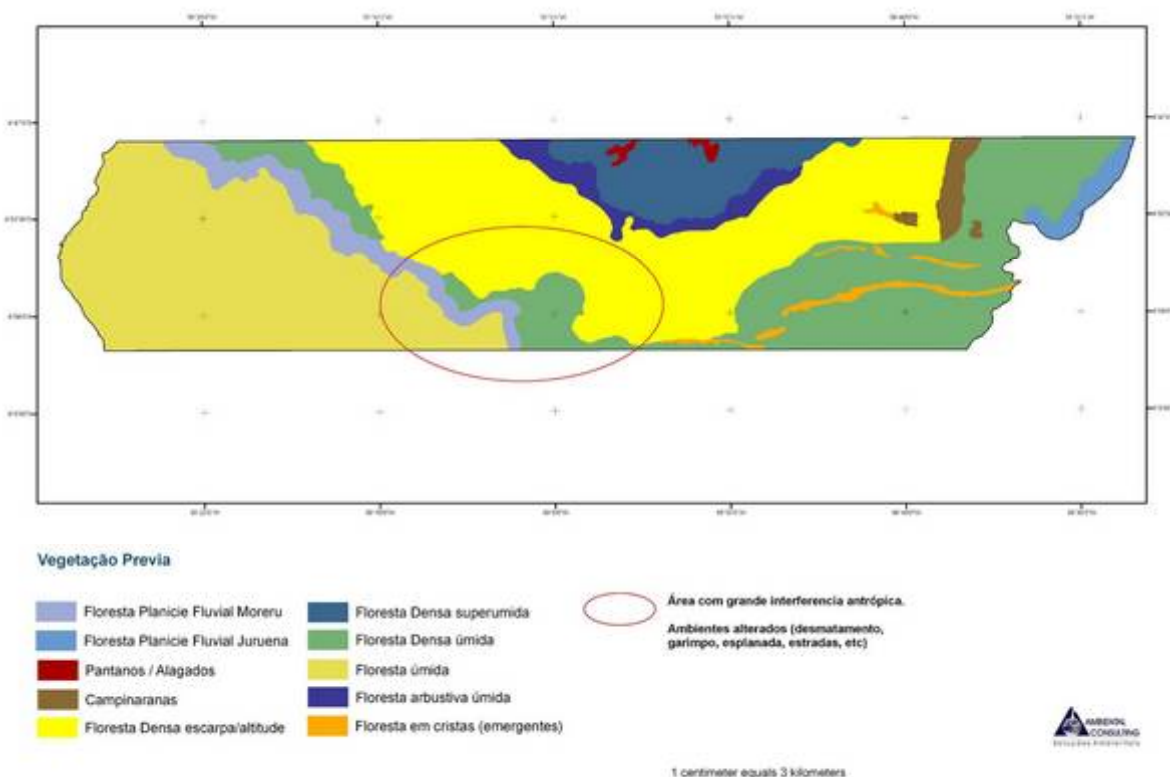 Vegetação Previa
Floresta Planicie Fluvial Moreru
Floresta Planicie Fluvial Juruena
Pantanos / Alagados
Campinaranas
Floresta Densa escarpa/altitude
Floresta Densa superumida
Floresta Densa úmida
Floresta úmida
Floresta arbustiva úmida
Floresta em cristas (emergentes)
Área com grande interferencia antrópica.
Ambientes alterados (desmatamento,
garimpo, esplanada, estradas, etc)
AMBIENTAL
CONSULTING
1 centimeter equals 3 kilometers